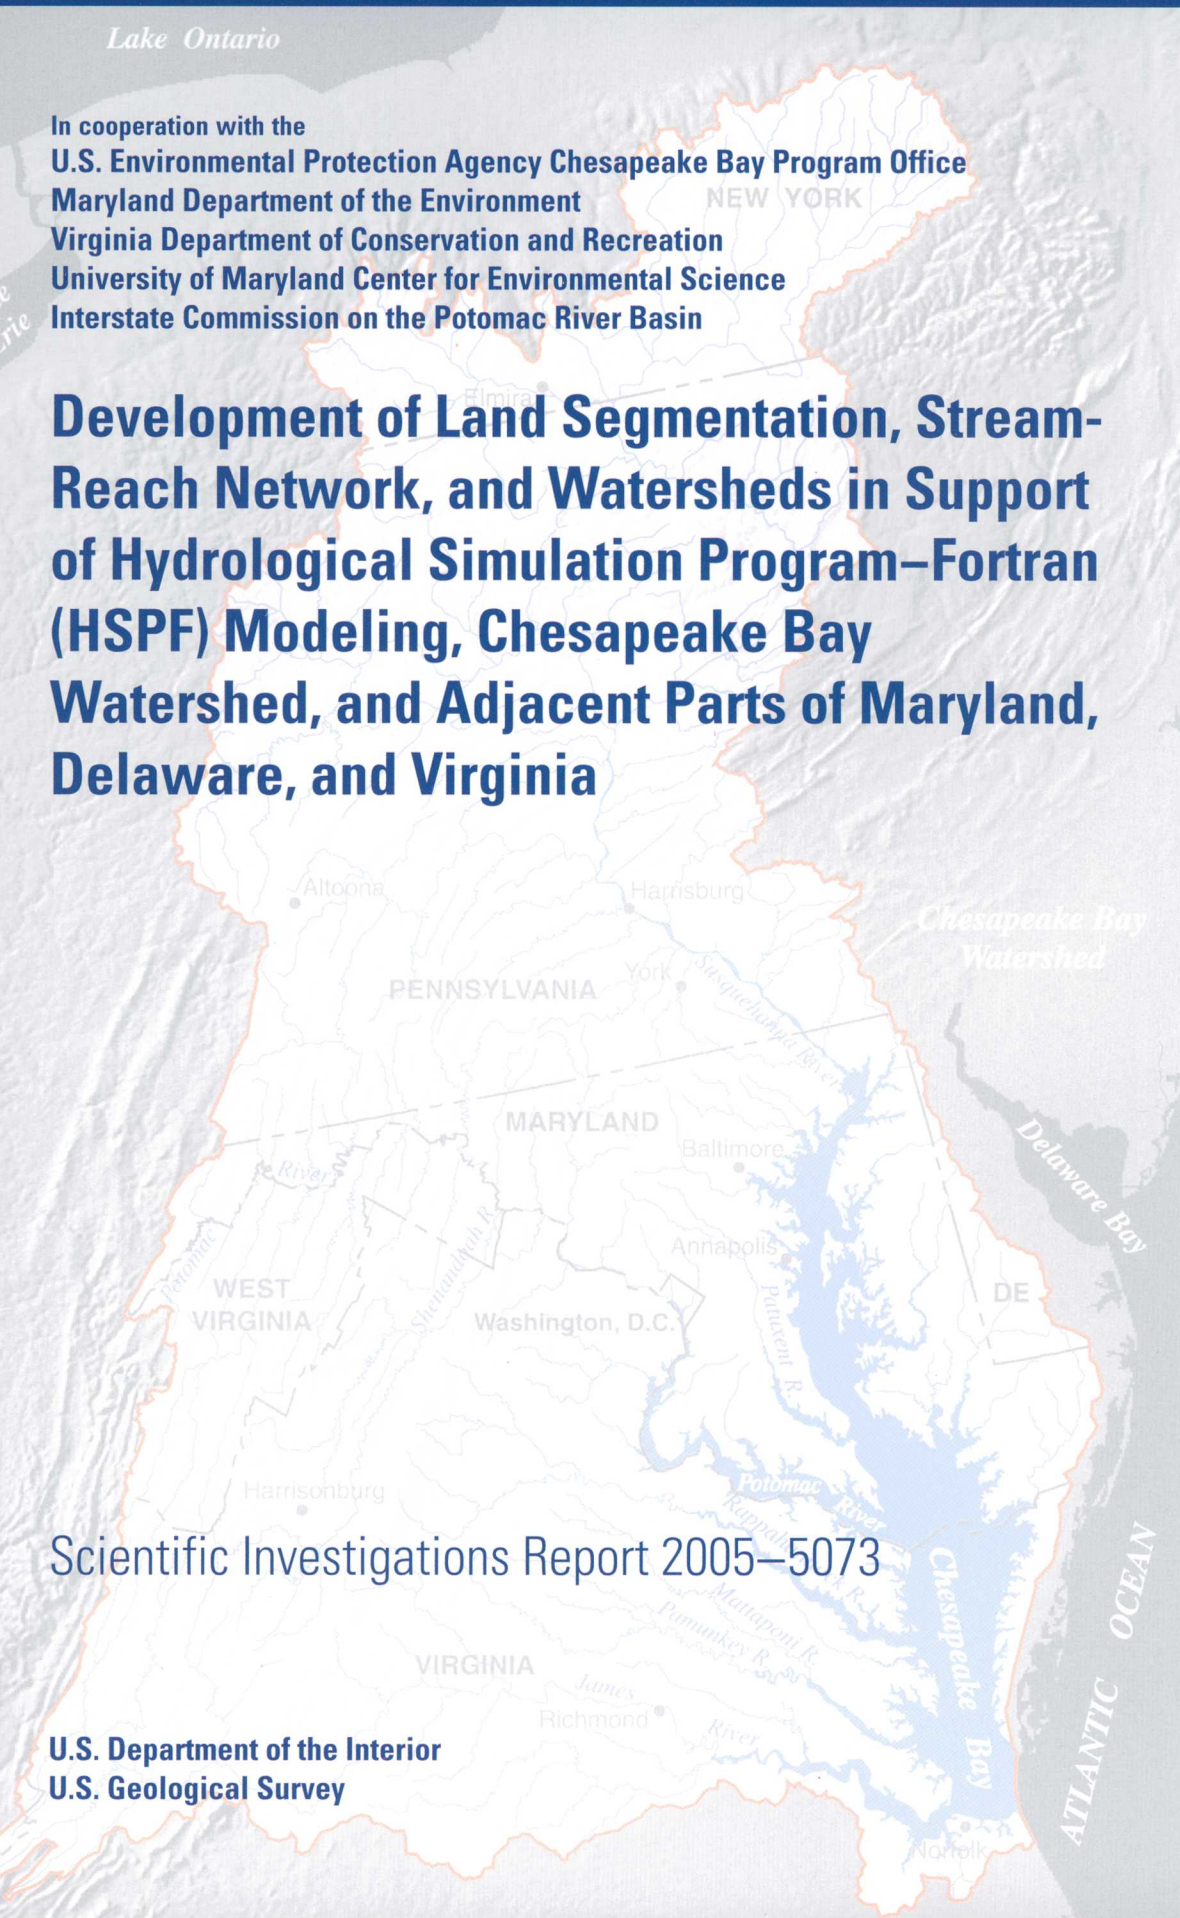 Lake Ontario
In cooperation with the
U.S. Environmental Protection Agency Chesapeake Bay Program Office
Maryland Department of the Environment
Virginia Department of Conservation and Recreation
University of Maryland Center for Environmental Science
Interstate Commission on the Potomac River Basin
NEW YORK
Elmira
Development of Land Segmentation, Stream-
Reach Network, and Watersheds in Support
of Hydrological Simulation Program–Fortran
(HSPF) Modeling, Chesapeake Bay
Watershed, and Adjacent Parts of Maryland,
Delaware, and Virginia
Altoona
Harrisburg
Chesapeake Bay
Watershed
York
PENNSYLVANIA
Susquehanna River
MARYLAND
Baltimore
Delaware Bay
River
Potomac
Shenandoah R.
Annapolis
Patuxent R.
WEST
VIRGINIA
DE
Washington, D.C.
Harrisonburg
Potomac River
Scientific Investigations Report 2005–5073
Mattaponi R.
Pamunkey R.
Chesapeake Bay
ATLANTIC OCEAN
VIRGINIA
James
Richmond
River
U.S. Department of the Interior
U.S. Geological Survey
Norfolk